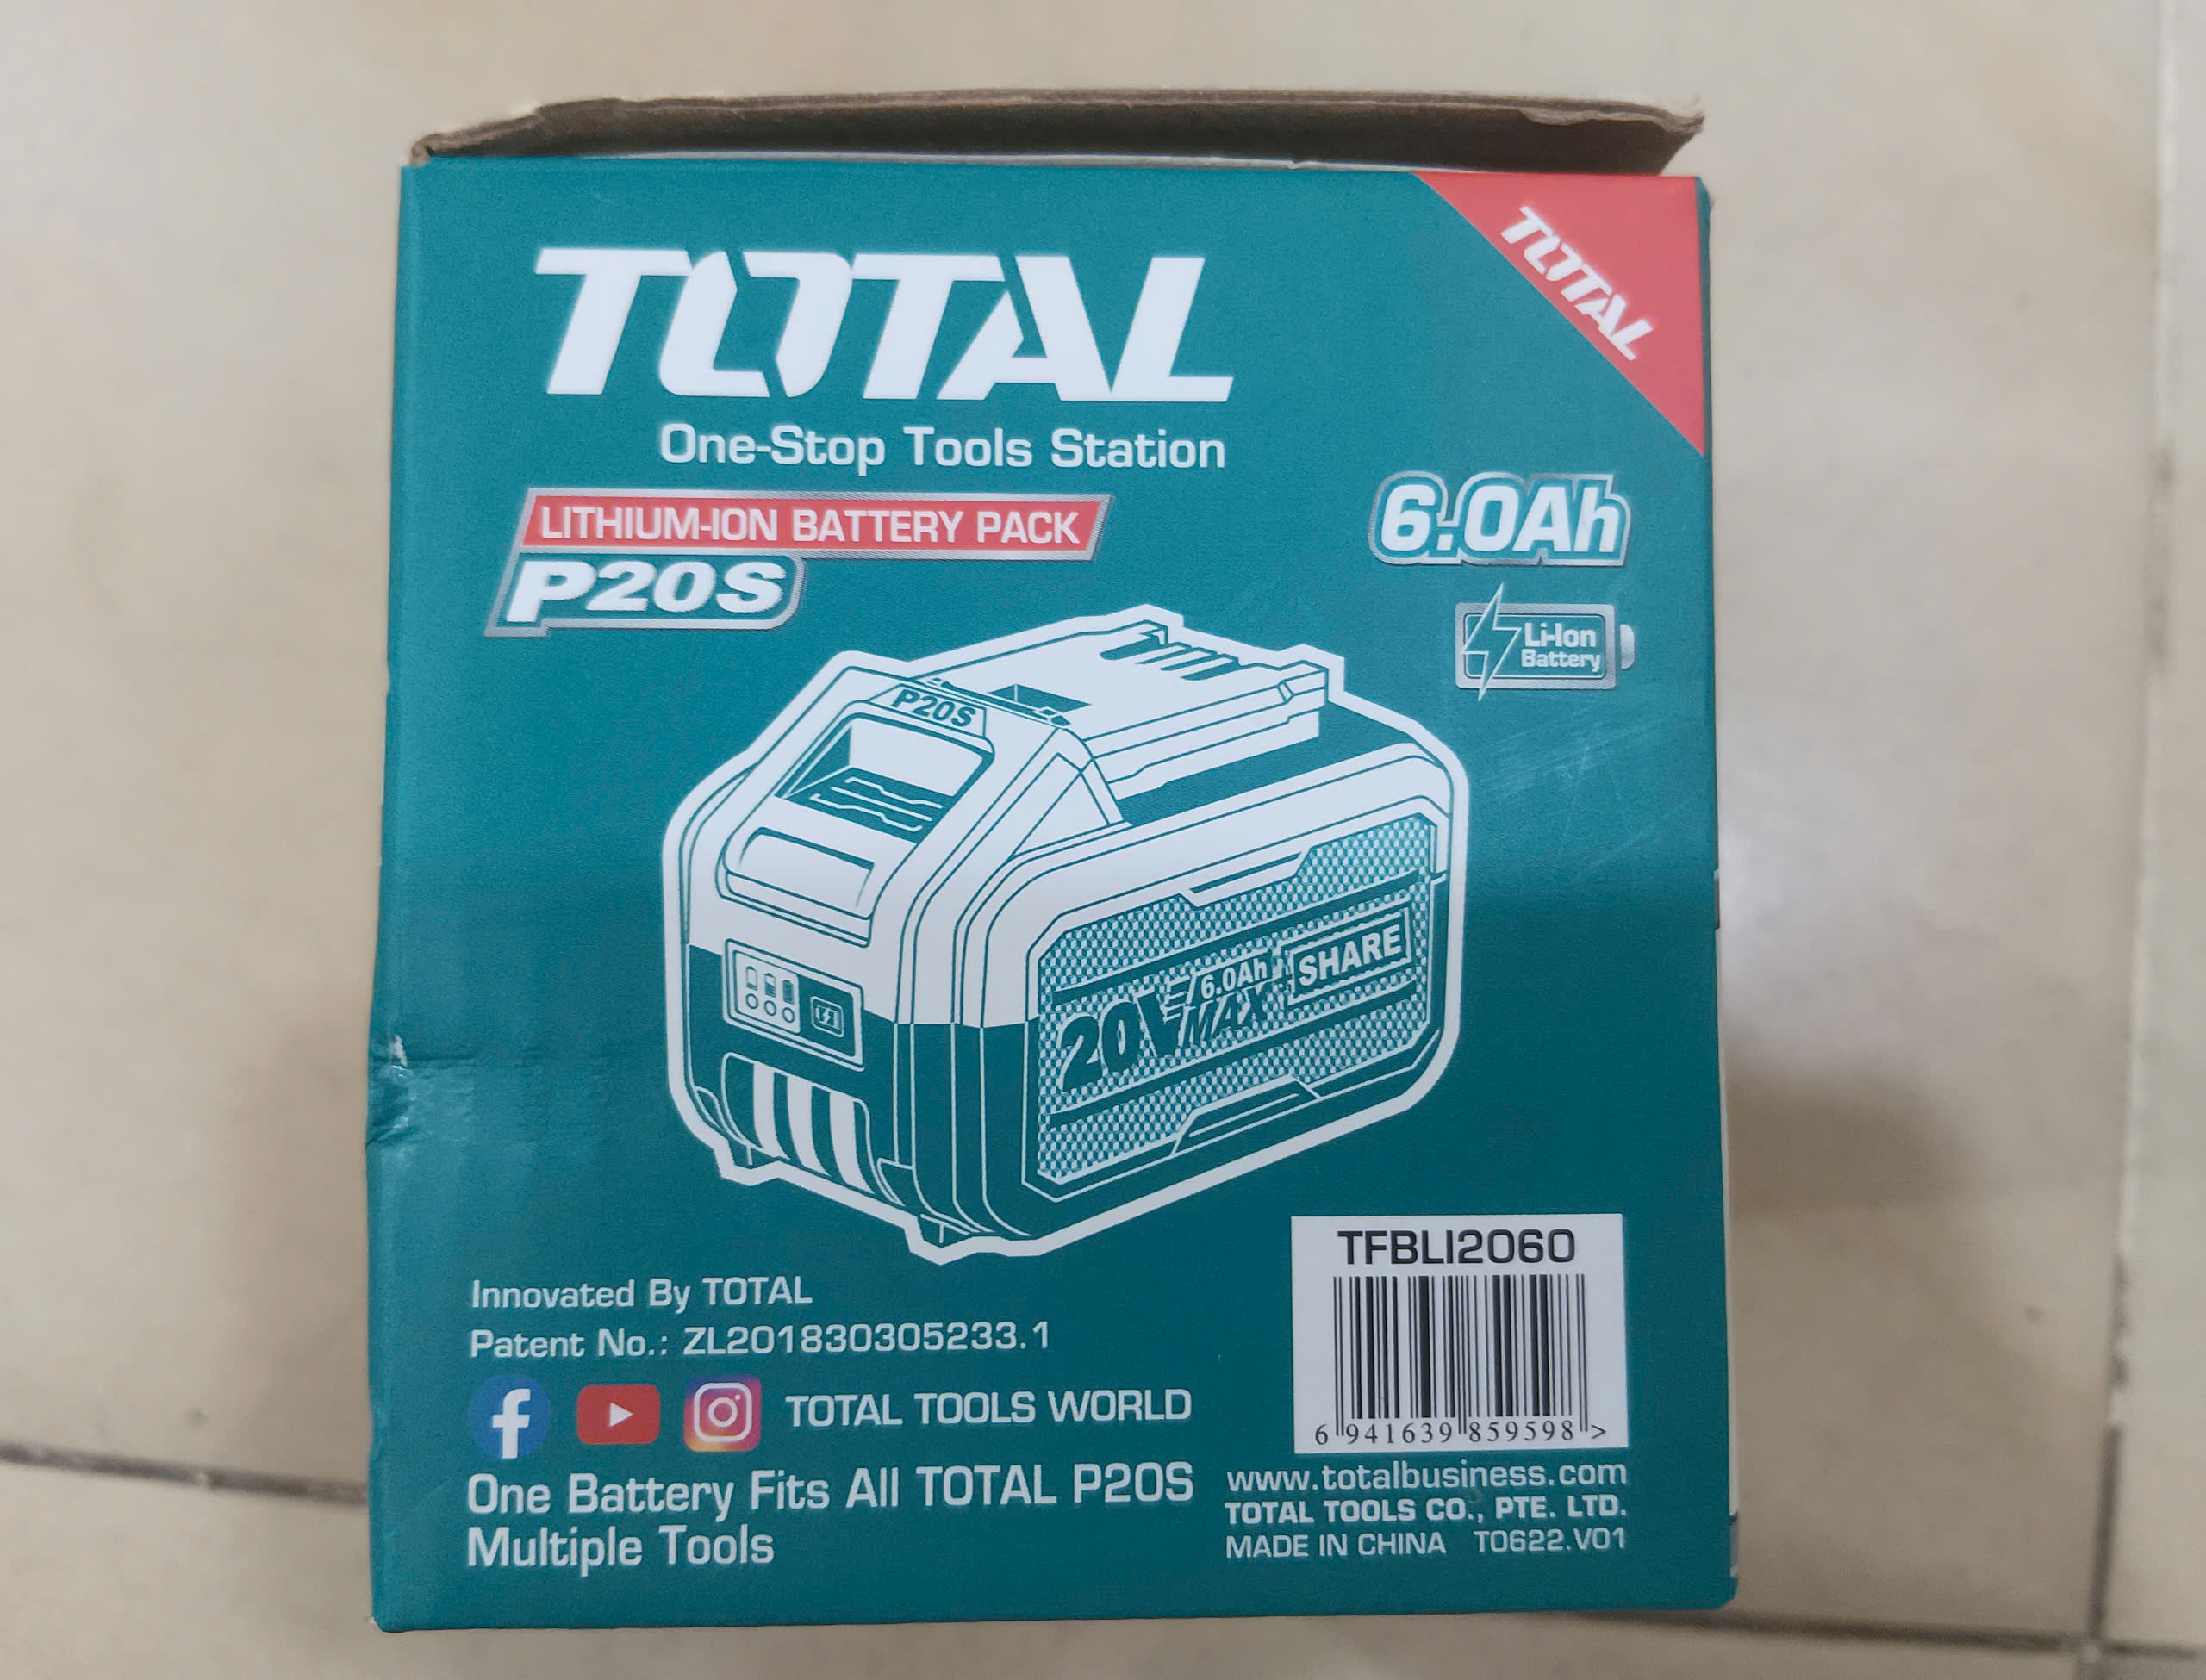 TOTAL
TOTAL
One-Stop Tools Station
LITHIUM-ION BATTERY PACK
P20S
6.0Ah
Li-Ion
Battery
P20S
20V MAX 6.0Ah SHARE
TFBLI2060
6 941639 859598 >
Innovated By TOTAL
Patent No.: ZL201830305233.1
TOTAL TOOLS WORLD
One Battery Fits All TOTAL P20S
Multiple Tools
www.totalbusiness.com
TOTAL TOOLS CO., PTE. LTD.
MADE IN CHINA T0622.V01